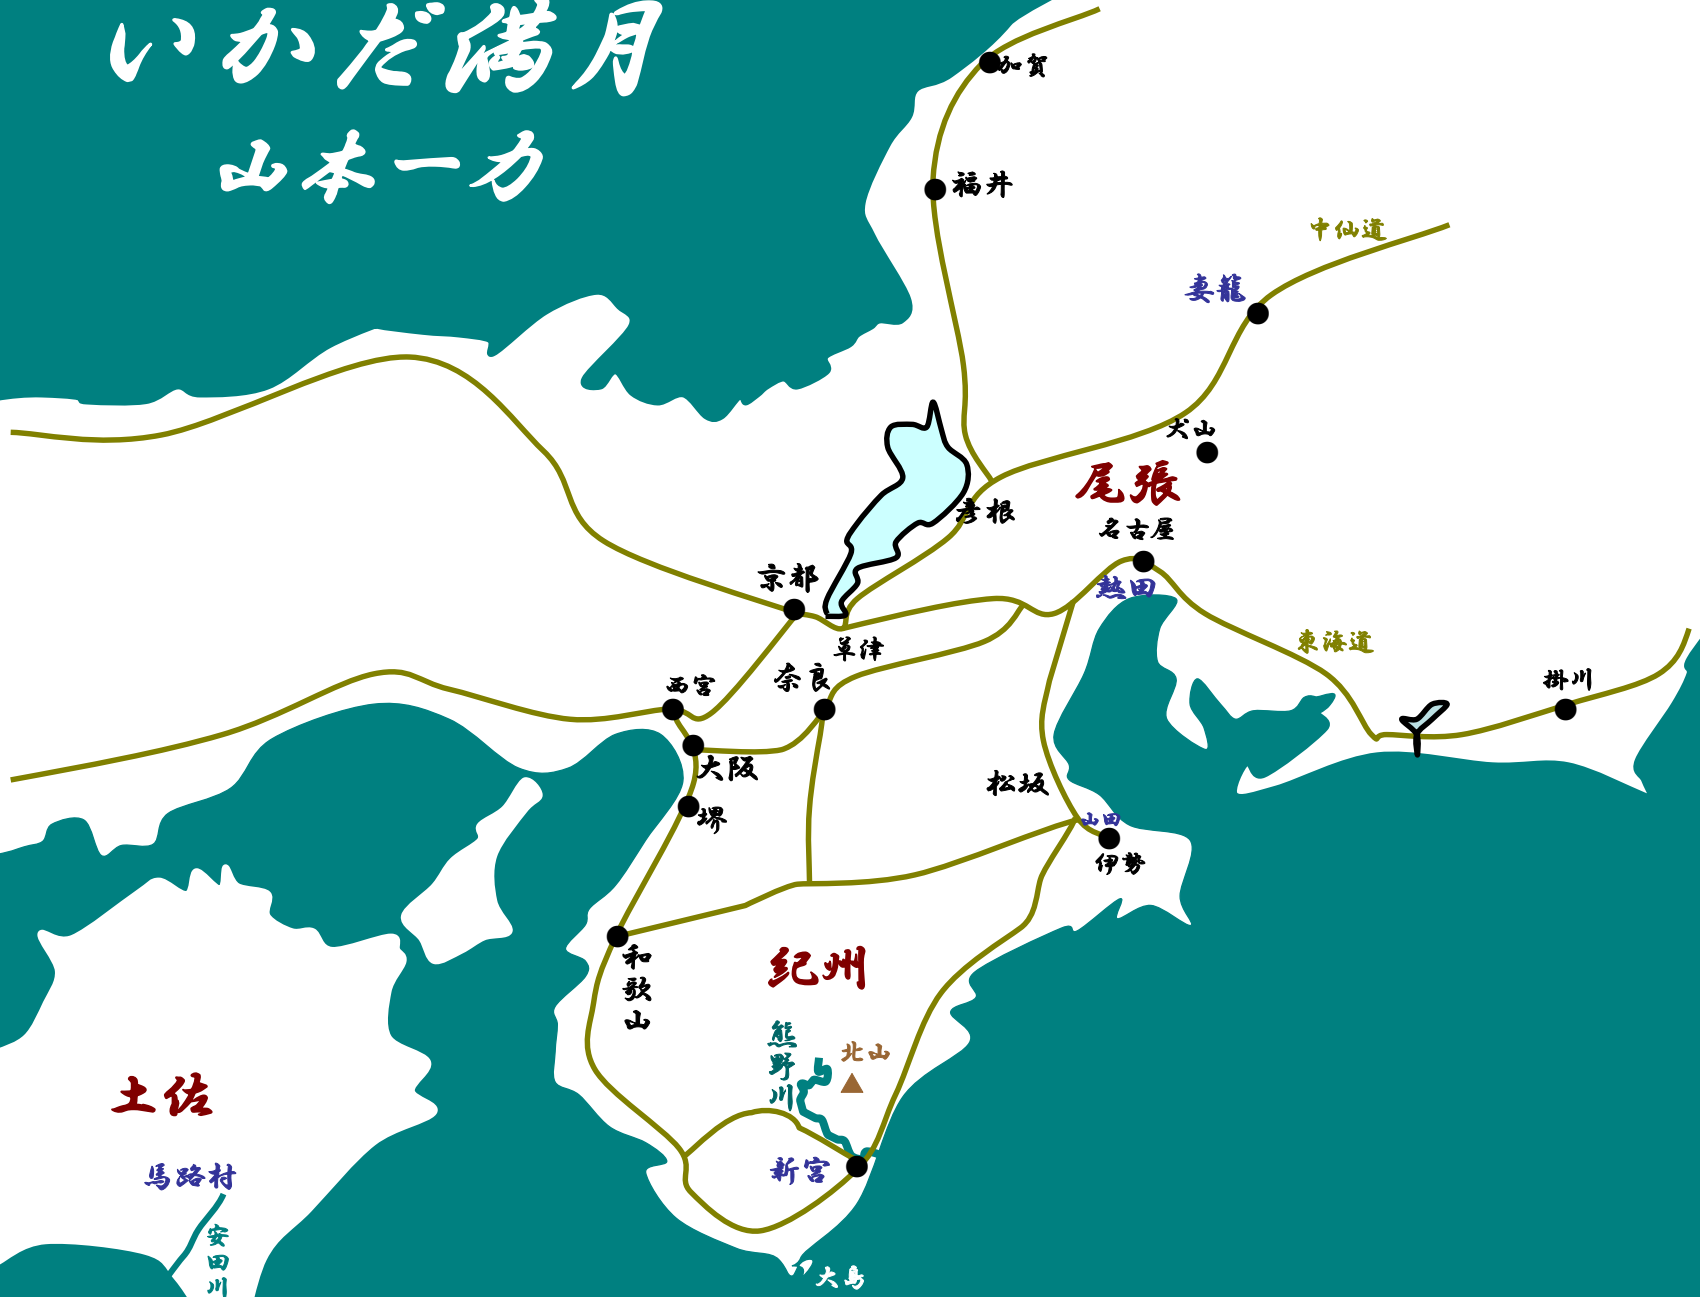 いかだ満月
山本一力
加賀
福井
中仙道
妻籠
犬山
尾張
彦根
名古屋
京都
熱田
草津
東海道
奈良
西宮
掛川
大阪
松坂
堺
山田
伊勢
和歌山
紀州
熊野川
北山
土佐
新宮
馬路村
安田川
大島